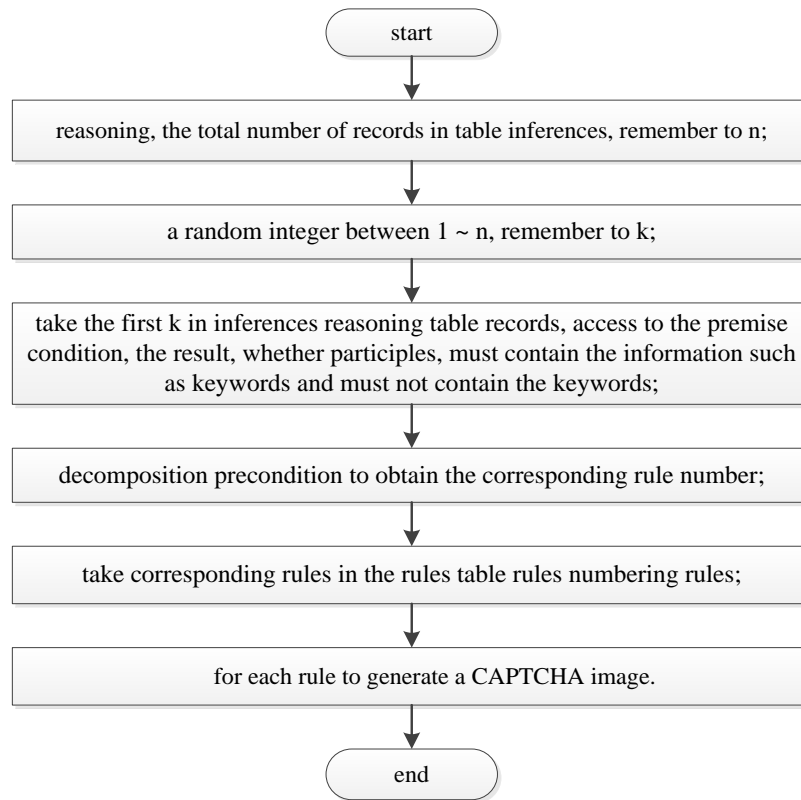 start
reasoning, the total number of records in table inferences, remember to n;
a random integer between 1 ~ n, remember to k;
take the first k in inferences reasoning table records, access to the premise
condition, the result, whether participles, must contain the information such
as keywords and must not contain the keywords;
decomposition precondition to obtain the corresponding rule number;
take corresponding rules in the rules table rules numbering rules;
for each rule to generate a CAPTCHA image.
end